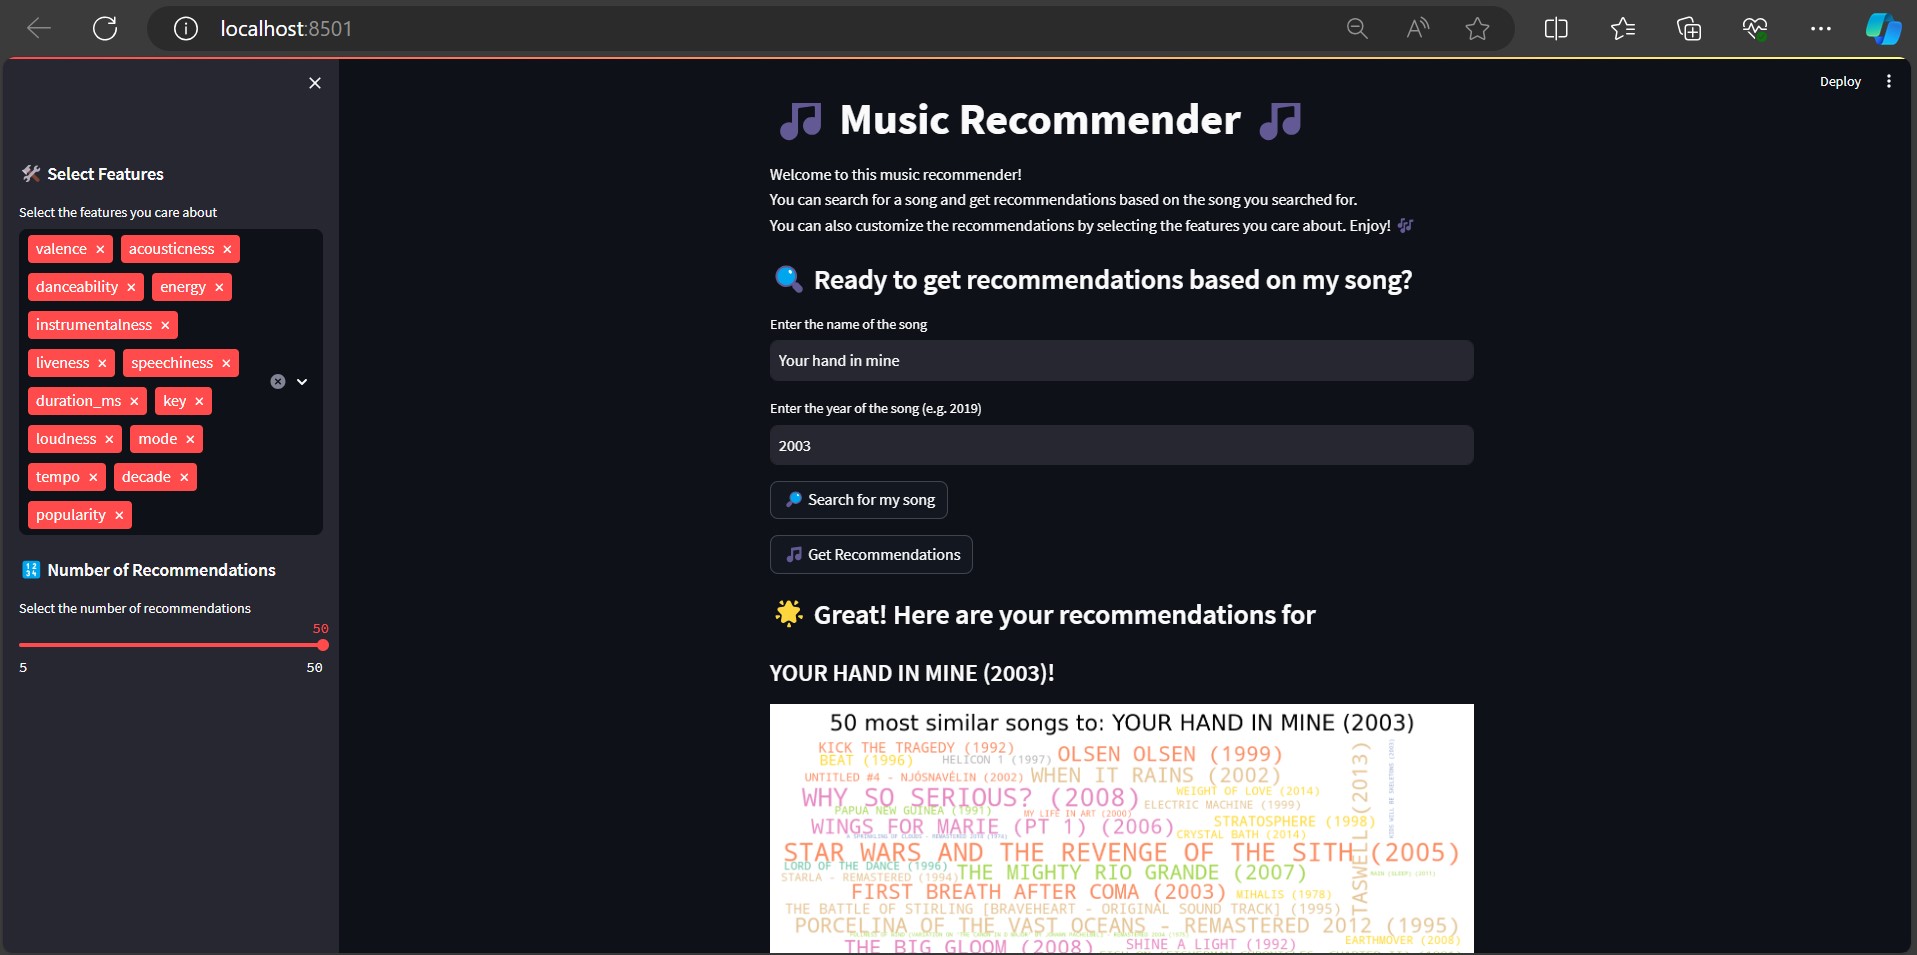 localhost:8501
Deploy
Select Features
Select the features you care about
valence × acousticness ×
danceability × energy ×
instrumentalness ×
liveness × speechiness ×
duration_ms × key ×
loudness × mode ×
tempo × decade ×
popularity ×
Number of Recommendations
Select the number of recommendations
50
5 50
Music Recommender
Welcome to this music recommender!
You can search for a song and get recommendations based on the song you searched for.
You can also customize the recommendations by selecting the features you care about. Enjoy!
Ready to get recommendations based on my song?
Enter the name of the song
Your hand in mine
Enter the year of the song (e.g. 2019)
2003
Search for my song
Get Recommendations
Great! Here are your recommendations for
YOUR HAND IN MINE (2003)!
50 most similar songs to: YOUR HAND IN MINE (2003)
KICK THE TRAGEDY (1992)
OLSEN OLSEN (1999)
BEAT (1996)
HELICON 1 (1997)
UNTITLED #4 - NJÓSNAVÉLIN (2002)
WHEN IT RAINS (2002)
WHY SO SERIOUS? (2008)
WEIGHT OF LOVE (2014)
ELECTRIC MACHINE (1999)
PAPUA NEW GUINEA (1991)
MY LIFE IN ART (2000)
WINGS FOR MARIE (PT 1) (2006)
STRATOSPHERE (1998)
CRYSTAL BATH (2014)
TASWELL (2013)
STAR WARS AND THE REVENGE OF THE SITH (2005)
LORD OF THE DANCE (1996)
THE MIGHTY RIO GRANDE (2007)
STARLA - REMASTERED (1994)
FIRST BREATH AFTER COMA (2003)
MIHALIS (1978)
THE BATTLE OF STIRLING [BRAVEHEART - ORIGINAL SOUND TRACK] (1995)
PORCELINA OF THE VAST OCEANS - REMASTERED 2012 (1995)
THE BIG GLOOM (2008)
SHINE A LIGHT (1992)
EARTHMOVER (2008)